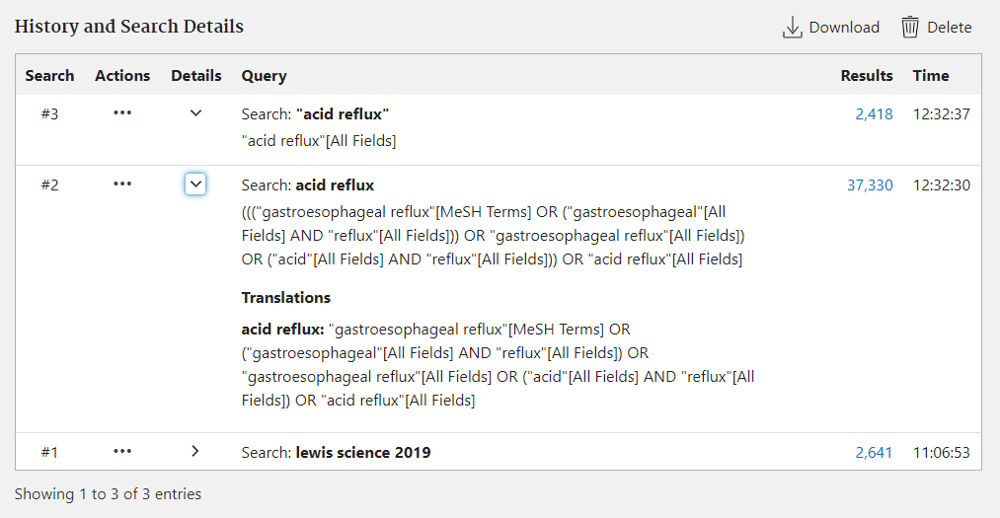 History and Search Details
Download
Delete
Search Actions Details Query Results Time
#3 ••• Search: "acid reflux" 2,418 12:32:37
"acid reflux"[All Fields]
#2 ••• Search: acid reflux 37,330 12:32:30
((("gastroesophageal reflux"[MeSH Terms] OR ("gastroesophageal"[All
Fields] AND "reflux"[All Fields])) OR "gastroesophageal reflux"[All Fields])
OR ("acid"[All Fields] AND "reflux"[All Fields])) OR "acid reflux"[All Fields]
Translations
acid reflux: "gastroesophageal reflux"[MeSH Terms] OR
("gastroesophageal"[All Fields] AND "reflux"[All Fields]) OR
"gastroesophageal reflux"[All Fields] OR ("acid"[All Fields] AND "reflux"[All
Fields]) OR "acid reflux"[All Fields]
#1 ••• Search: lewis science 2019 2,641 11:06:53
Showing 1 to 3 of 3 entries